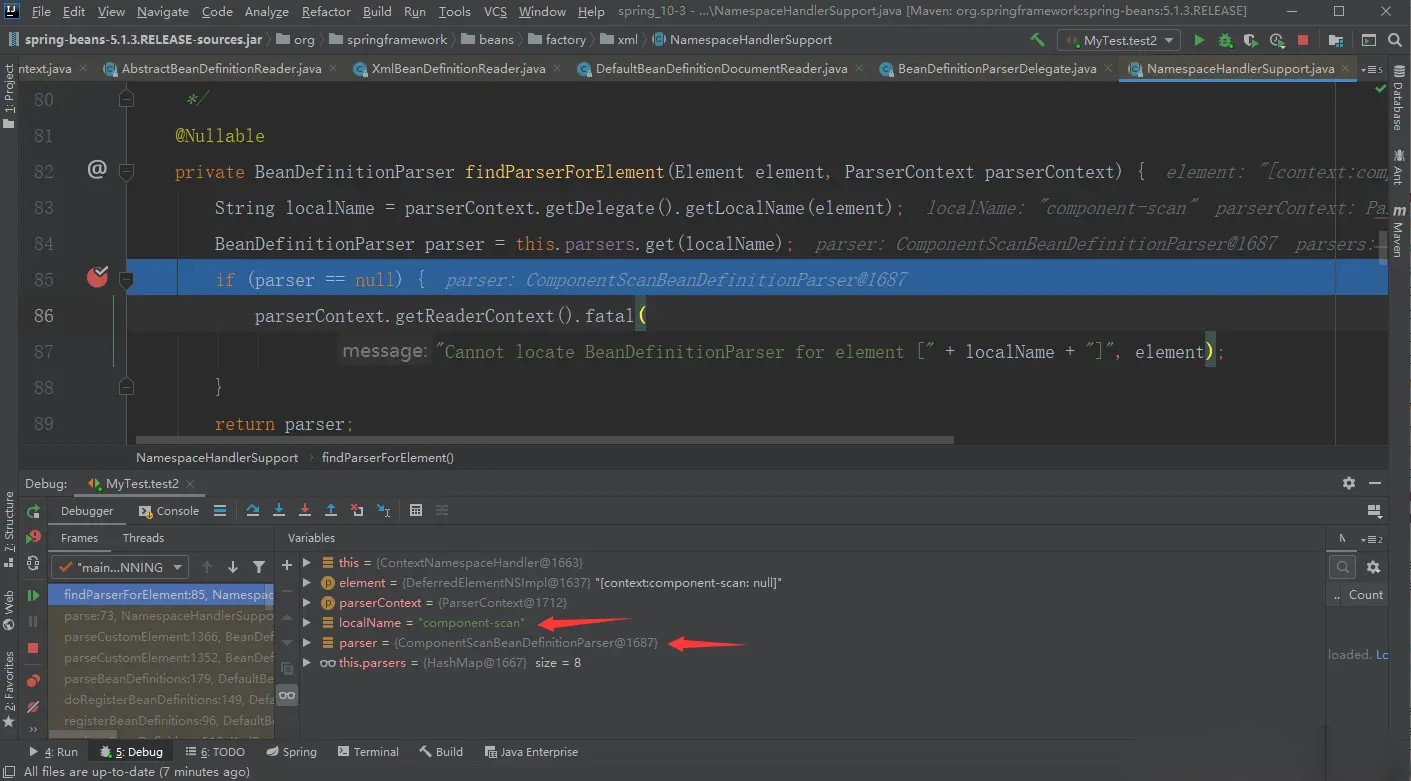 File Edit View Navigate Code Analyze Refactor Build Run Tools VCS Window Help spring_10-3 - ...\NamespaceHandlerSupport.java [Maven: org.springframework:spring-beans:5.1.3.RELEASE]
spring-beans-5.1.3.RELEASE-sources.jar org springframework beans factory xml NamespaceHandlerSupport MyTest.test2
ntext.java AbstractBeanDefinitionReader.java XmlBeanDefinitionReader.java DefaultBeanDefinitionDocumentReader.java BeanDefinitionParserDelegate.java NamespaceHandlerSupport.java 5
1: Project
Database
Ant
Maven
80 */
81 @Nullable
82 @ private BeanDefinitionParser findParserForElement(Element element, ParserContext parserContext) { element: "[context:comp
83 String localName = parserContext.getDelegate().getLocalName(element); localName: "component-scan" parserContext: Pa
84 BeanDefinitionParser parser = this.parsers.get(localName); parser: ComponentScanBeanDefinitionParser@1687 parsers:
85 if (parser == null) { parser: ComponentScanBeanDefinitionParser@1687
86 parserContext.getReaderContext().fatal(
87 message: "Cannot locate BeanDefinitionParser for element [" + localName + "]", element);
88 }
89 return parser;
NamespaceHandlerSupport findParserForElement()
Debug: MyTest.test2
Debugger Console
Frames Threads Variables
"main...NNING
7: Structure
Web
2: Favorites
findParserForElement:85, Namespac
parse:73, NamespaceHandlerSuppo
parseCustomElement:1366, BeanDef
parseCustomElement:1352, BeanDef
parseBeanDefinitions:179, DefaultBe
doRegisterBeanDefinitions:149, Defa
registerBeanDefinitions:96, DefaultB
this = {ContextNamespaceHandler@1663}
element = {DeferredElementNSImpl@1637} "[context:component-scan: null]"
parserContext = {ParserContext@1712}
localName = "component-scan"
parser = {ComponentScanBeanDefinitionParser@1687}
this.parsers = {HashMap@1667} size = 8
2
.. Count
loaded. Lo
4: Run 5: Debug 6: TODO Spring Terminal Build Java Enterprise
All files are up-to-date (7 minutes ago)